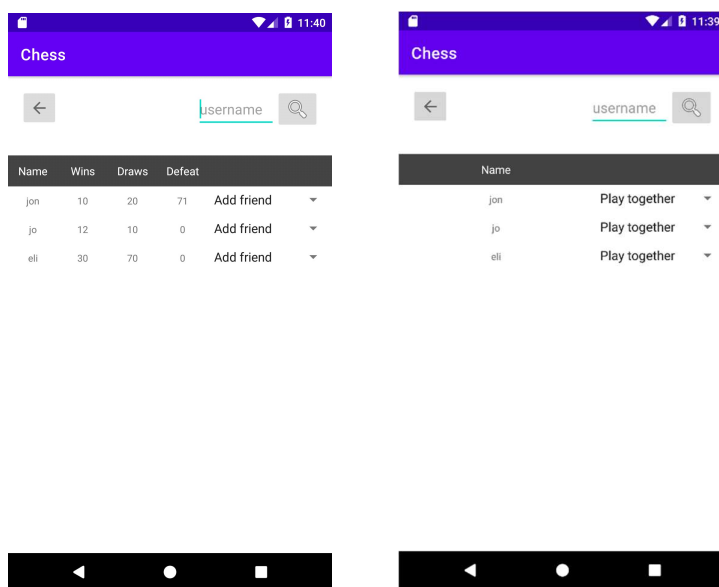 11:40
Chess
username
Name Wins Draws Defeat
jon 10 20 71 Add friend
jo 12 10 0 Add friend
eli 30 70 0 Add friend
11:39
Chess
username
Name
jon Play together
jo Play together
eli Play together